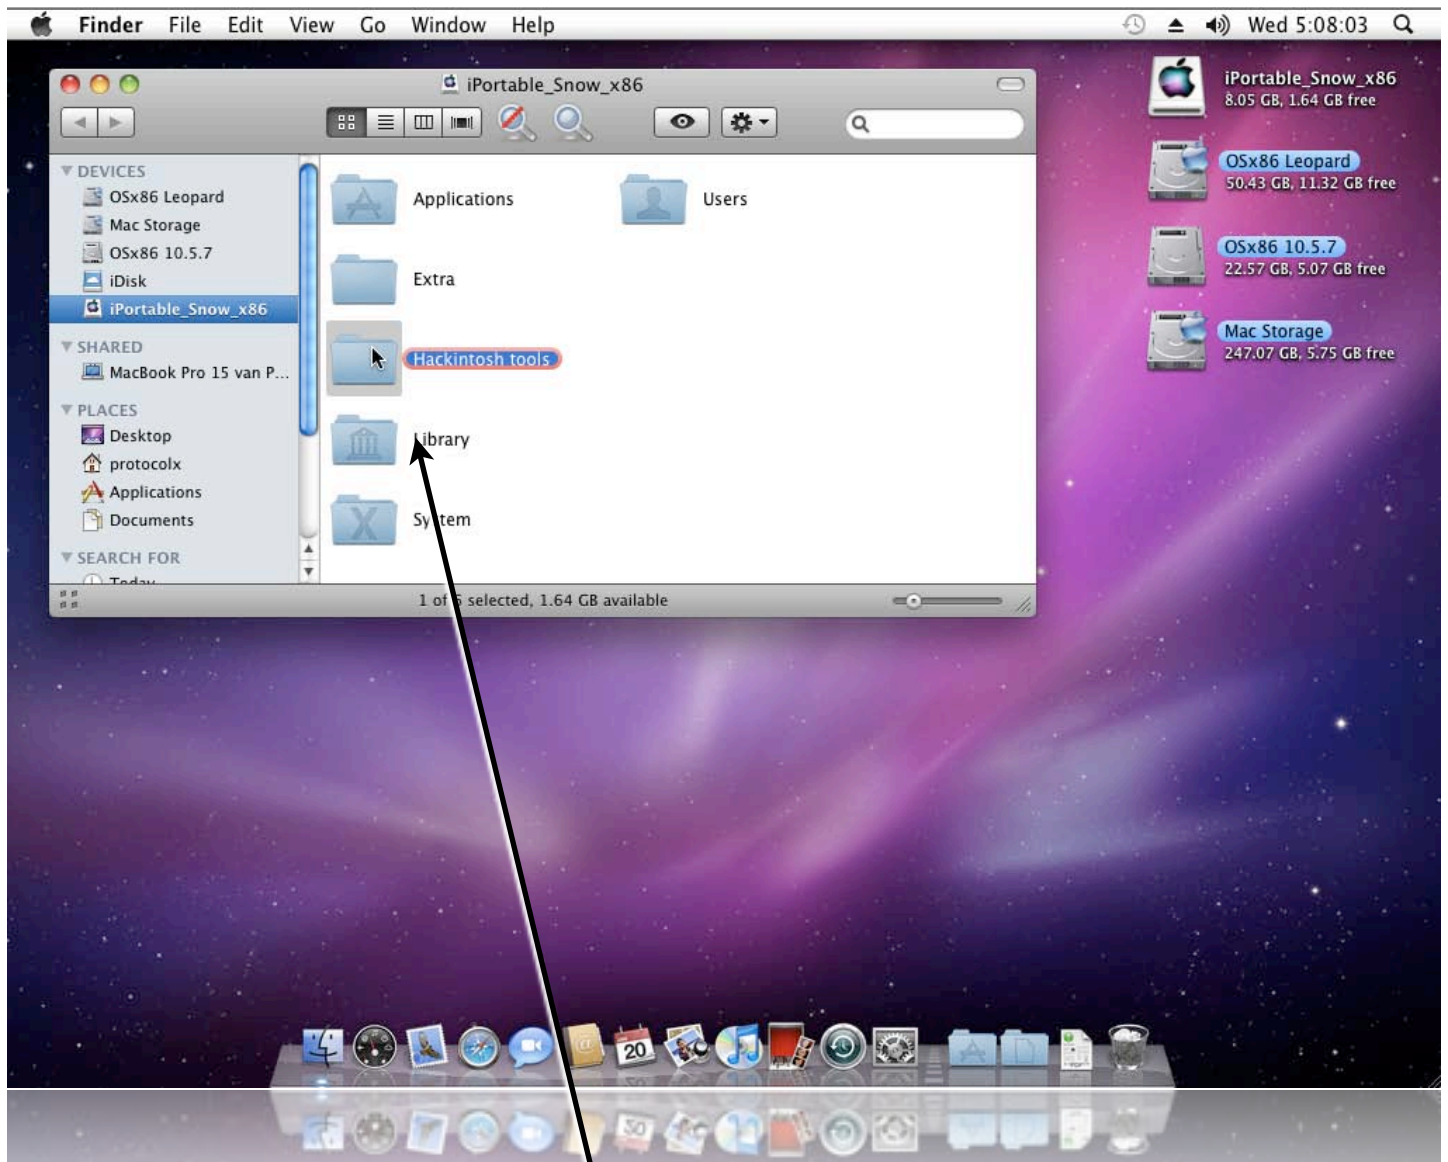 Finder File Edit View Go Window Help
Wed 5:08:03
iPortable_Snow_x86
DEVICES
OSx86 Leopard
Mac Storage
OSx86 10.5.7
iDisk
iPortable_Snow_x86
SHARED
MacBook Pro 15 van P...
PLACES
Desktop
protocolx
Applications
Documents
SEARCH FOR
Today
Applications
Users
Extra
Hackintosh tools
Library
System
1 of 6 selected, 1.64 GB available
iPortable_Snow_x86
8.05 GB, 1.64 GB free
OSx86 Leopard
50.43 GB, 11.32 GB free
OSx86 10.5.7
22.57 GB, 5.07 GB free
Mac Storage
247.07 GB, 5.75 GB free
20